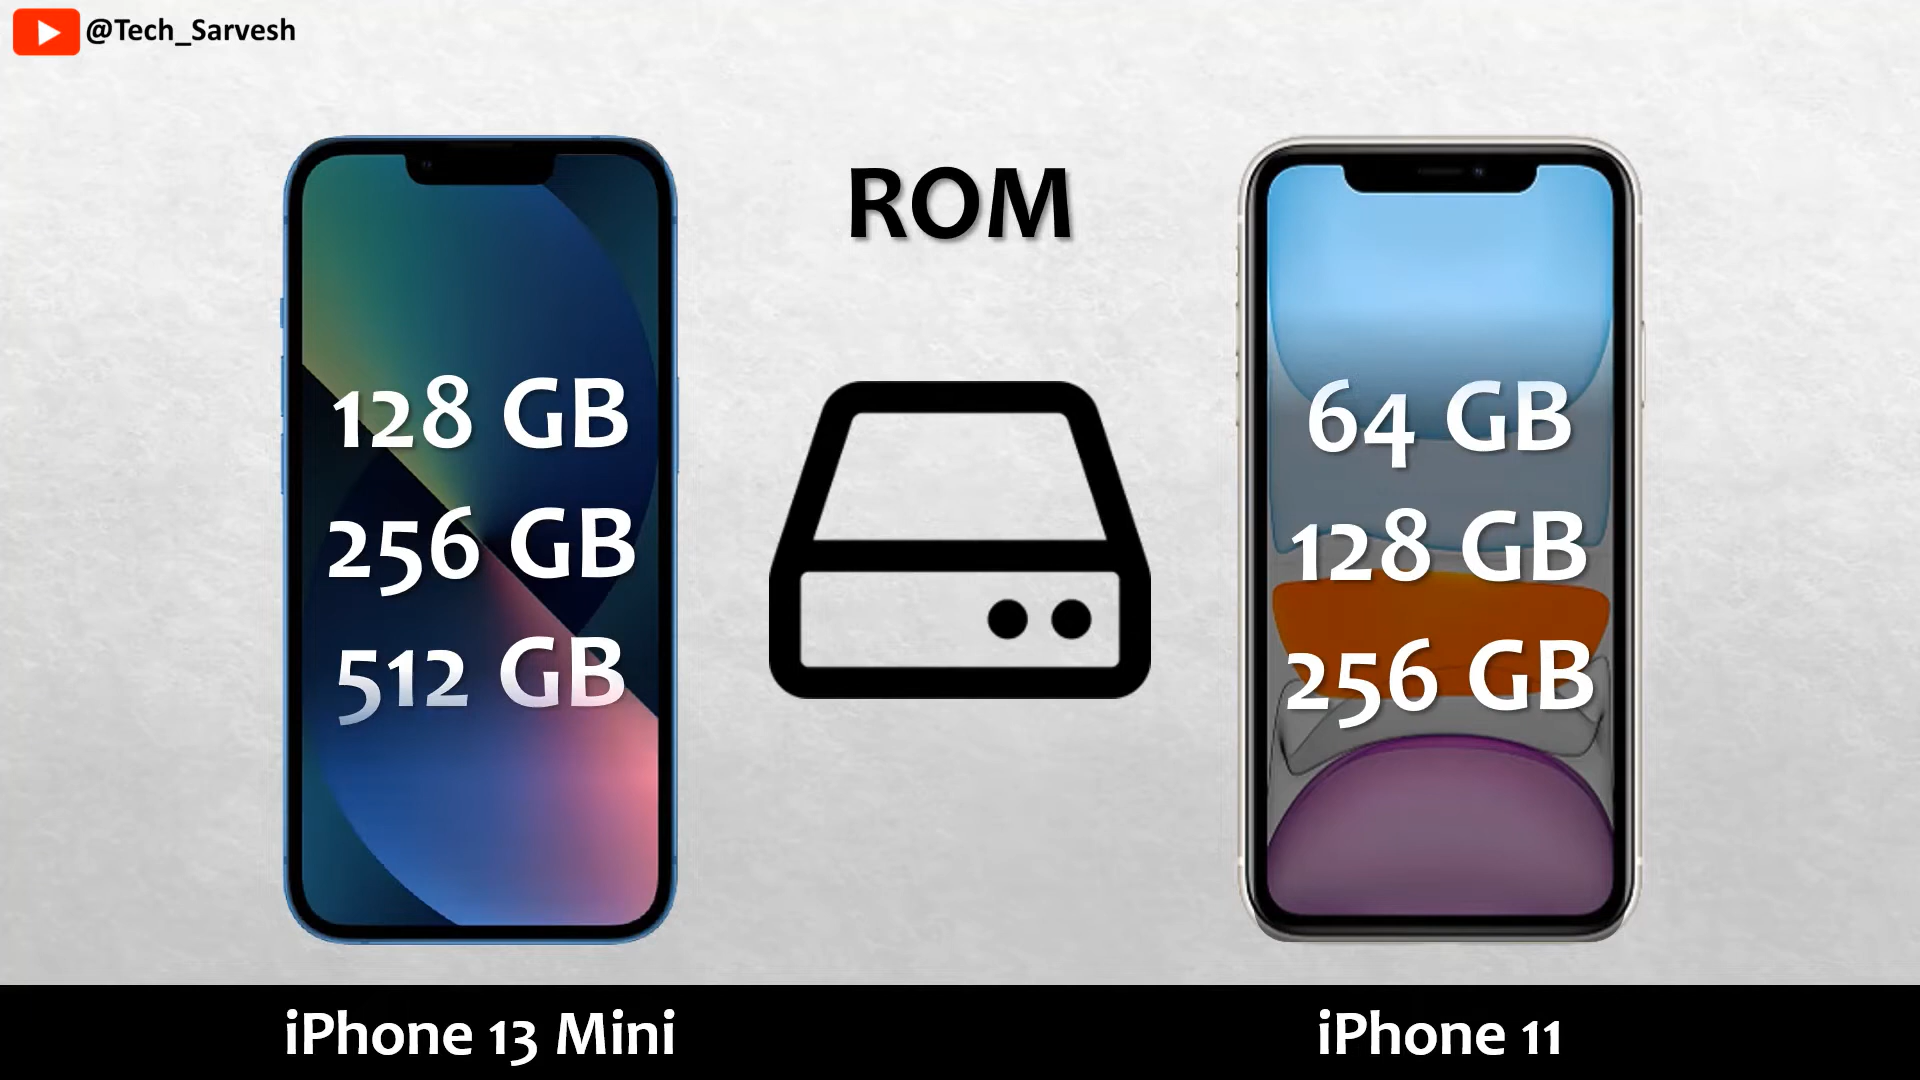 @Tech_Sarvesh
ROM
128 GB
256 GB
512 GB
64 GB
128 GB
256 GB
iPhone 13 Mini
iPhone 11